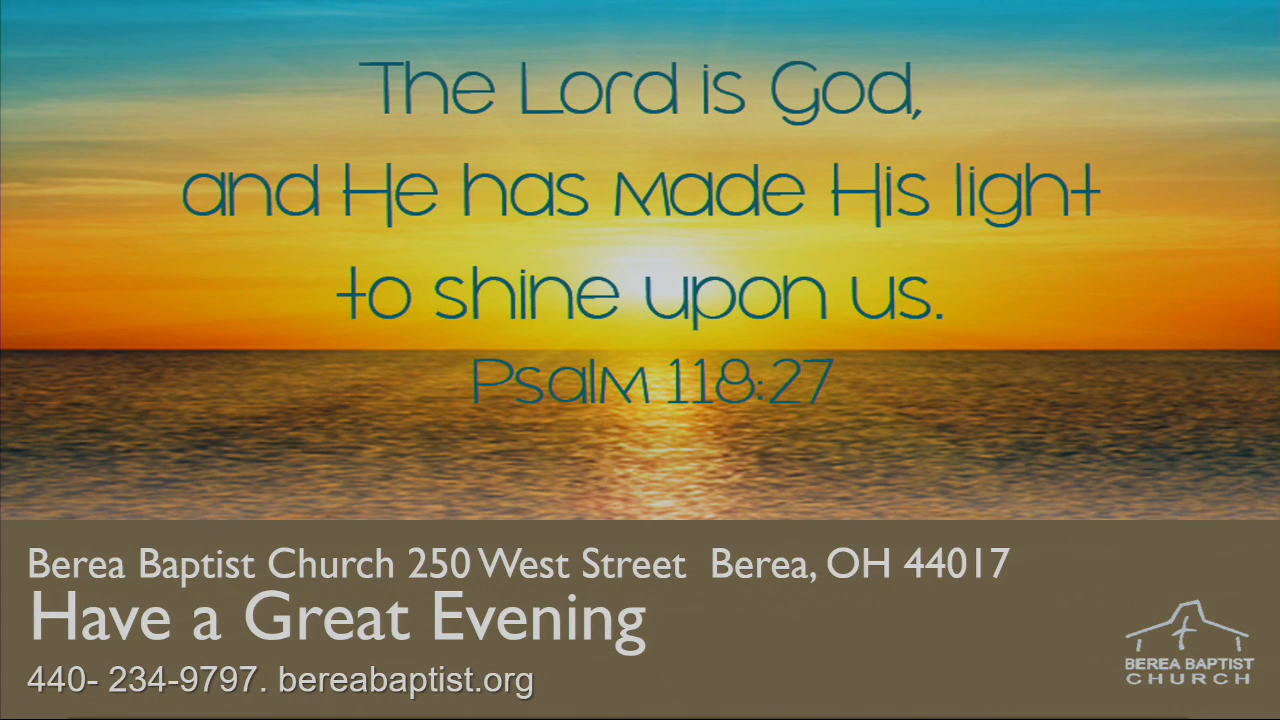 The Lord is God,
and He has made His light
to shine upon us.
Psalm 118:27
Berea Baptist Church 250 West Street  Berea, OH 44017
Have a Great Evening
440- 234-9797. bereabaptist.org
BEREA BAPTIST
CHURCH